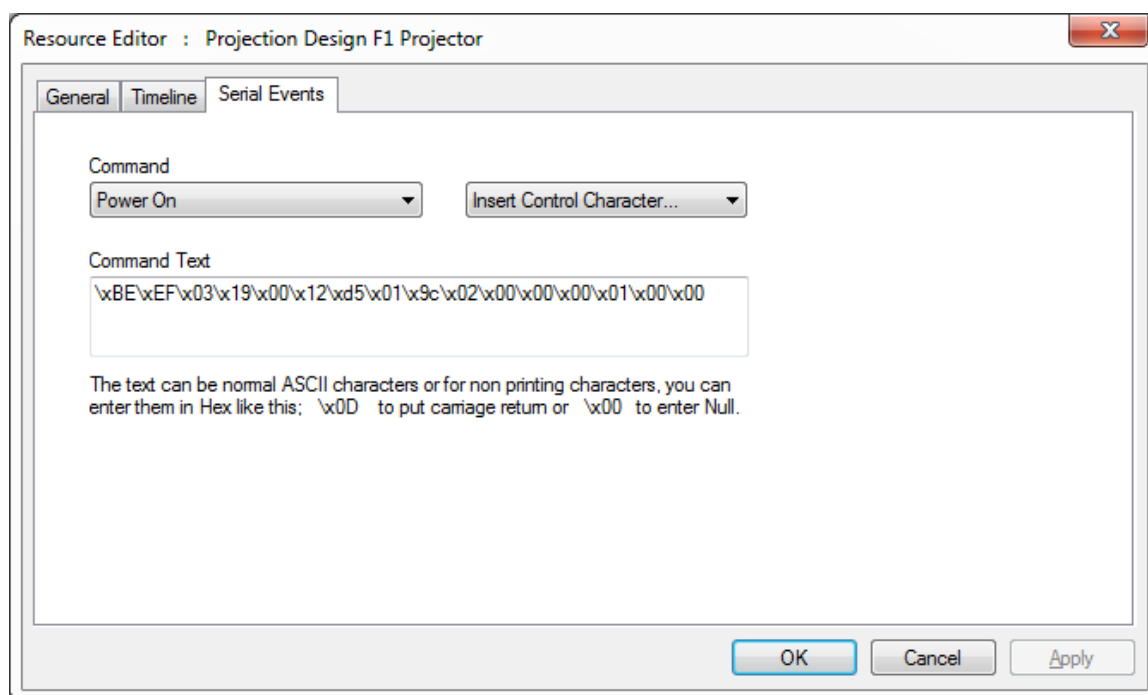 Resource Editor : Projection Design F1 Projector
General Timeline Serial Events
Command
Power On Insert Control Character...
Command Text
\xBE\xEF\x03\x19\x00\x12\xd5\x01\x9c\x02\x00\x00\x00\x01\x00\x00
The text can be normal ASCII characters or for non printing characters, you can
enter them in Hex like this; \x0D to put carriage return or \x00 to enter Null.
OK Cancel Apply